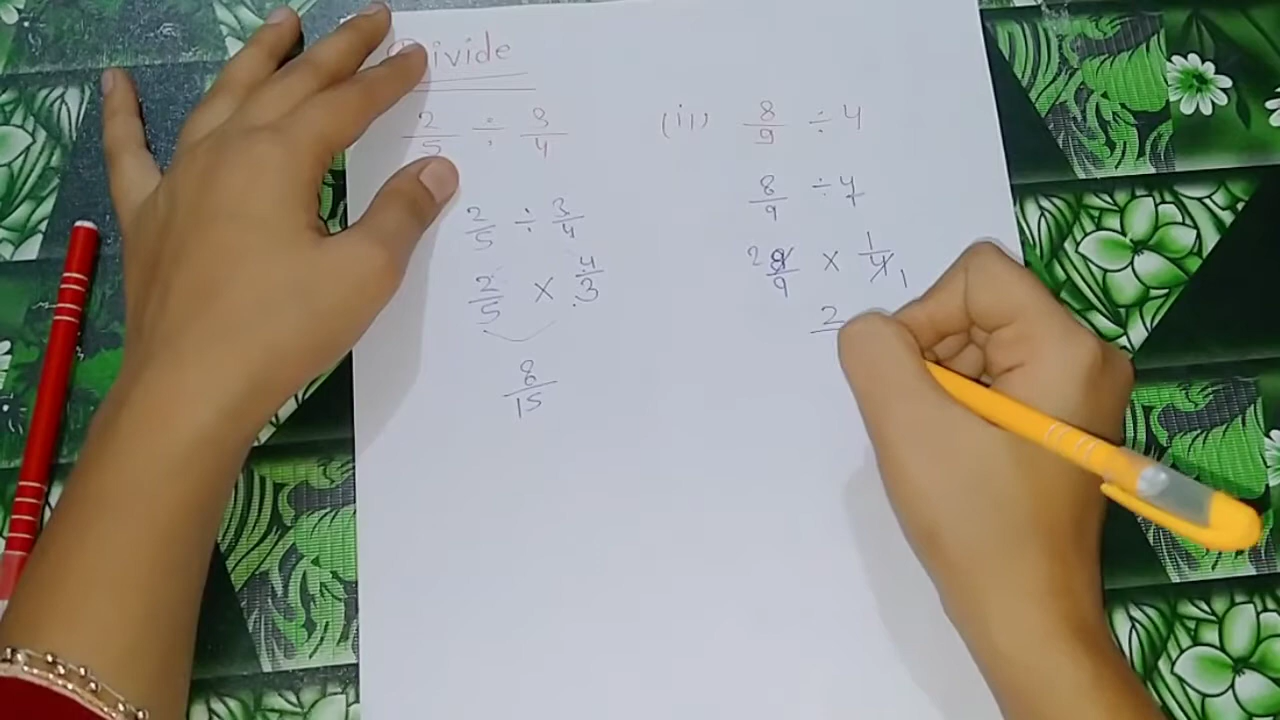 Divide
2/5 ÷ 3/4
2/5 ÷ 3/4
2/5 × 4/3
8/15
(ii) 8/9 ÷ 4
8/9 ÷ 4/1
2 8/9 × 1/4 1
2